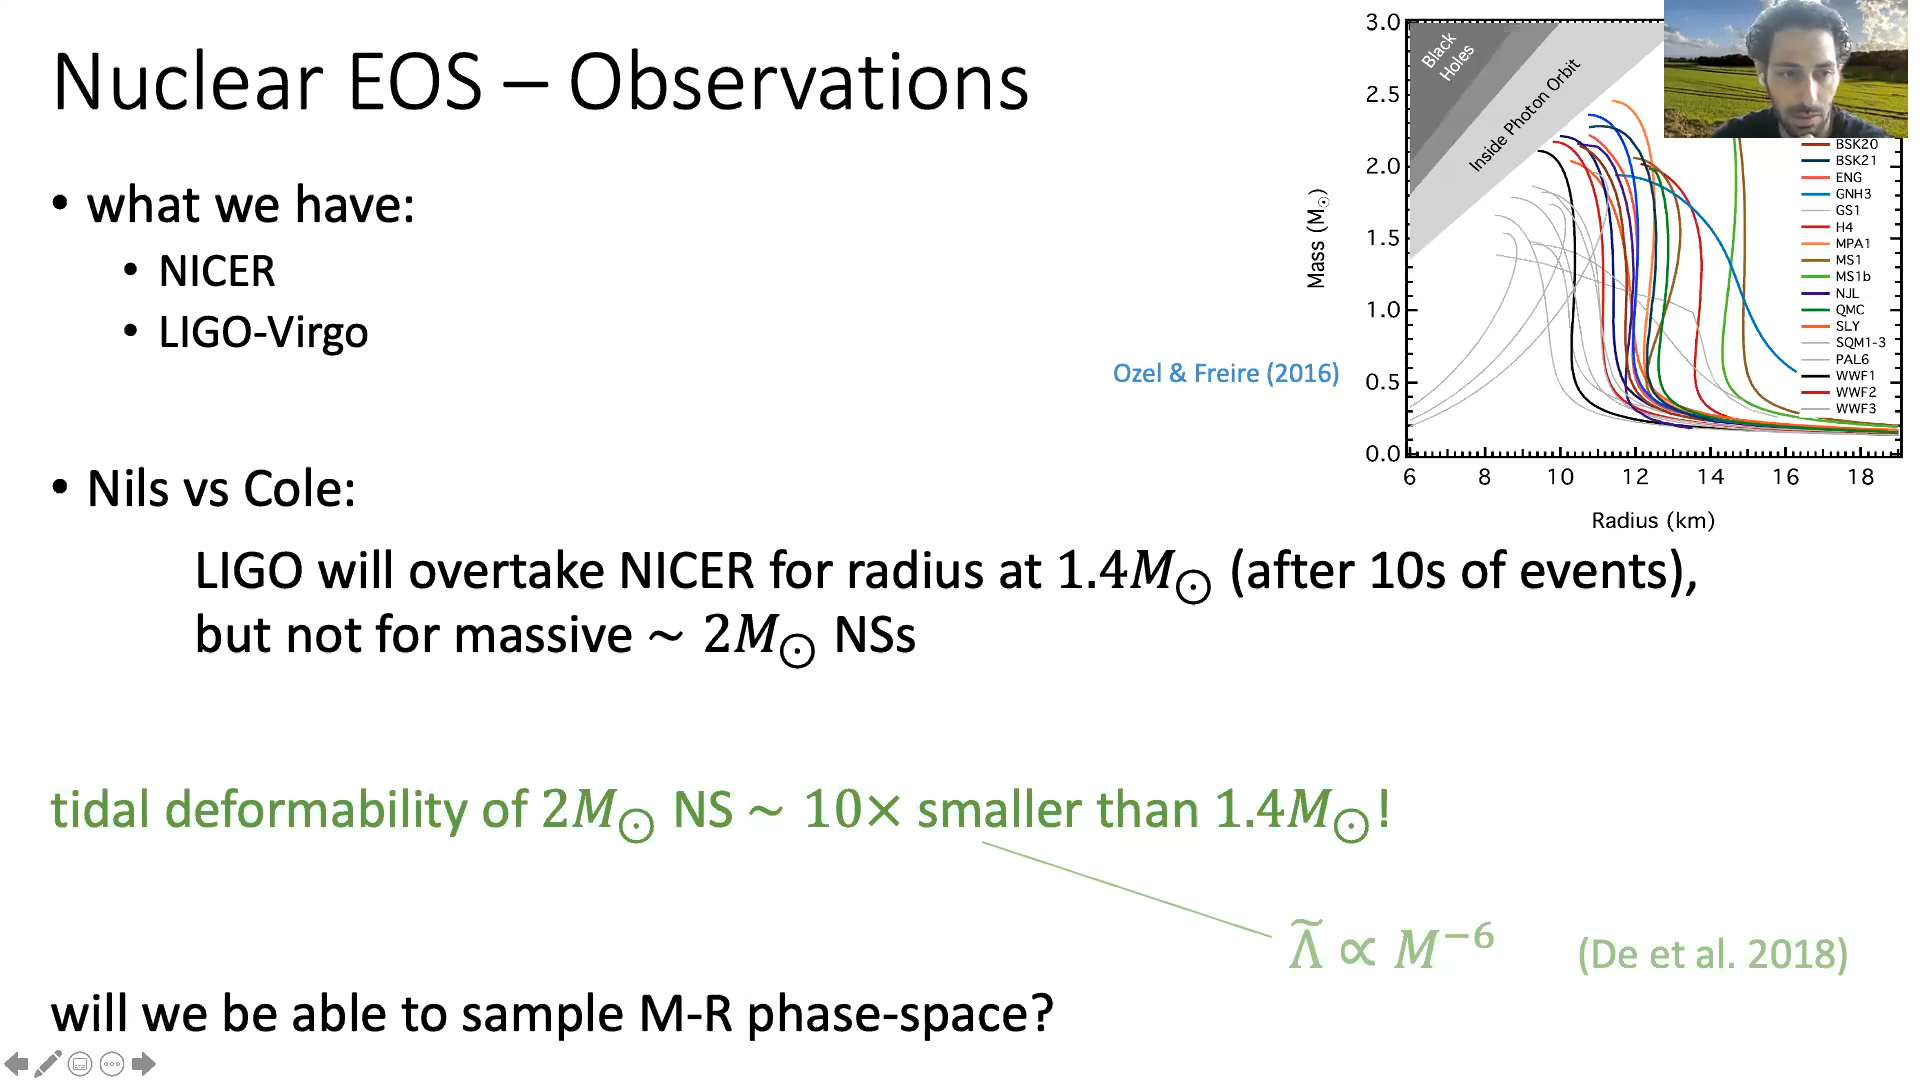 Nuclear EOS – Observations
• what we have:
• NICER
• LIGO-Virgo
Ozel & Freire (2016)
3.0
2.5
2.0
1.5
1.0
0.5
0.0
6 8 10 12 14 16 18
Mass (M⊙)
Radius (km)
Black
Holes
Inside Photon Orbit
BSK20
BSK21
ENG
GNH3
GS1
H4
MPA1
MS1
MS1b
NJL
QMC
SLY
SQM1-3
PAL6
WWF1
WWF2
WWF3
• Nils vs Cole:
LIGO will overtake NICER for radius at 1.4M⊙ (after 10s of events),
but not for massive ~ 2M⊙ NSs
tidal deformability of 2M⊙ NS ~ 10× smaller than 1.4M⊙!
Λ̃ ∝ M⁻⁶ (De et al. 2018)
will we be able to sample M-R phase-space?